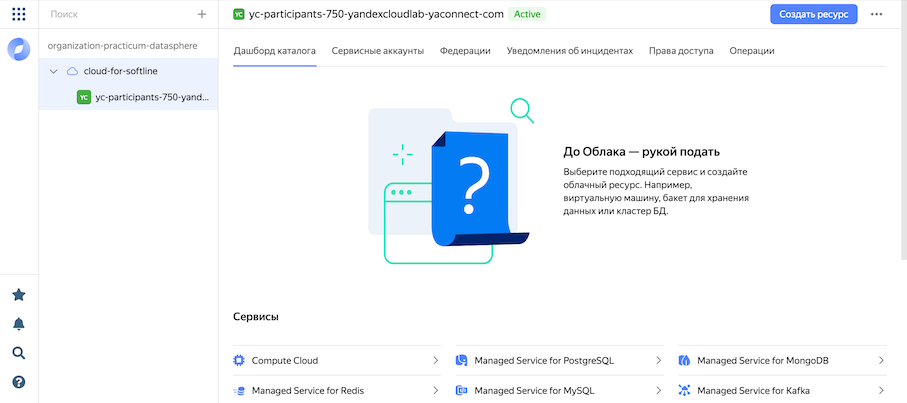 Поиск
organization-practicum-datasphere
cloud-for-softline
YC yc-participants-750-yand...
YC yc-participants-750-yandexcloudlab-yaconnect-com Active
Создать ресурс
Дашборд каталога Сервисные аккаунты Федерации Уведомления об инцидентах Права доступа Операции
?
До Облака — рукой подать
Выберите подходящий сервис и создайте
облачный ресурс. Например,
виртуальную машину, бакет для хранения
данных или кластер БД.
Сервисы
Compute Cloud
Managed Service for PostgreSQL
Managed Service for MongoDB
Managed Service for Redis
Managed Service for MySQL
Managed Service for Kafka